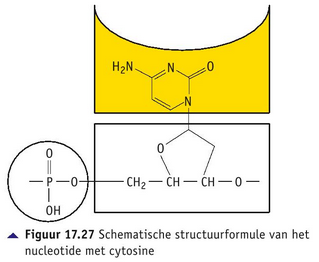 H₂N
N
O
N
O
O
P
O
CH₂
CH
CH
O
OH
Figuur 17.27 Schematische structuurformule van het
nucleotide met cytosine